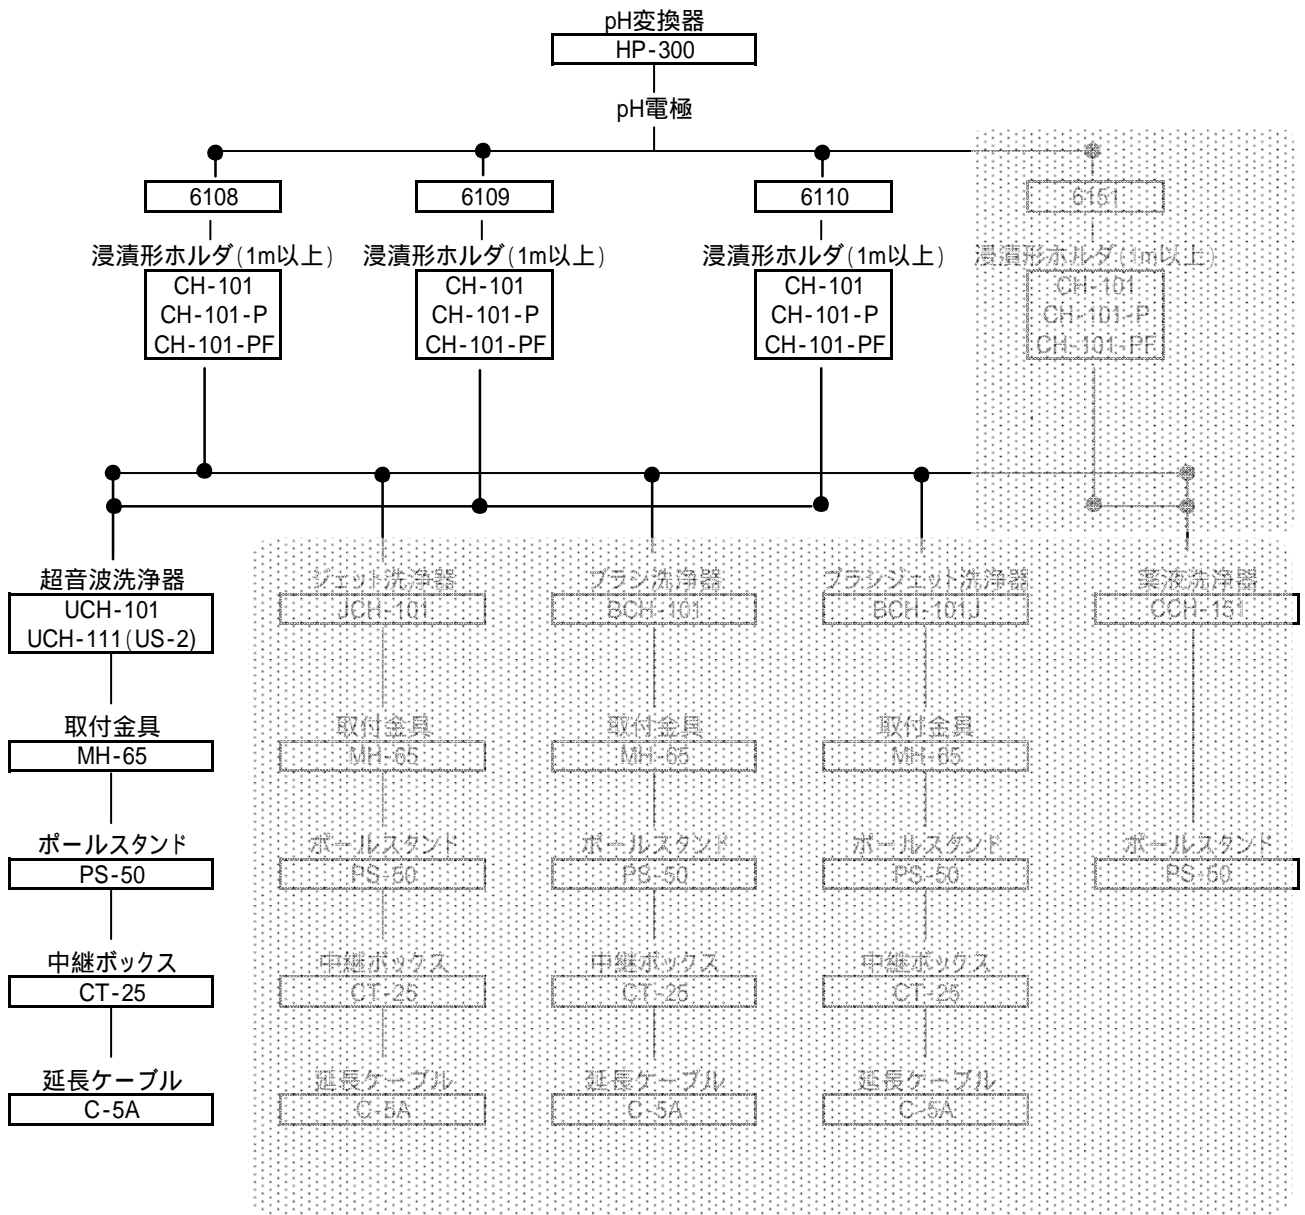 pH変換器
HP-300
pH電極
6108
6109
6110
6151
浸漬形ホルダ(1m以上)
浸漬形ホルダ(1m以上)
浸漬形ホルダ(1m以上)
浸漬形ホルダ(1m以上)
CH-101
CH-101-P
CH-101-PF
CH-101
CH-101-P
CH-101-PF
CH-101
CH-101-P
CH-101-PF
CH-101
CH-101-P
CH-101-PF
超音波洗浄器
UCH-101
UCH-111(US-2)
ジェット洗浄器
JCH-101
ブラシ洗浄器
BCH-101
ブラシジェット洗浄器
BCH-101J
薬液洗浄器
CCH-151
取付金具
MH-65
取付金具
MH-65
取付金具
MH-65
取付金具
MH-65
ポールスタンド
PS-50
ポールスタンド
PS-50
ポールスタンド
PS-50
ポールスタンド
PS-50
ポールスタンド
PS-50
中継ボックス
CT-25
中継ボックス
CT-25
中継ボックス
CT-25
中継ボックス
CT-25
延長ケーブル
C-5A
延長ケーブル
C-5A
延長ケーブル
C-5A
延長ケーブル
C-5A